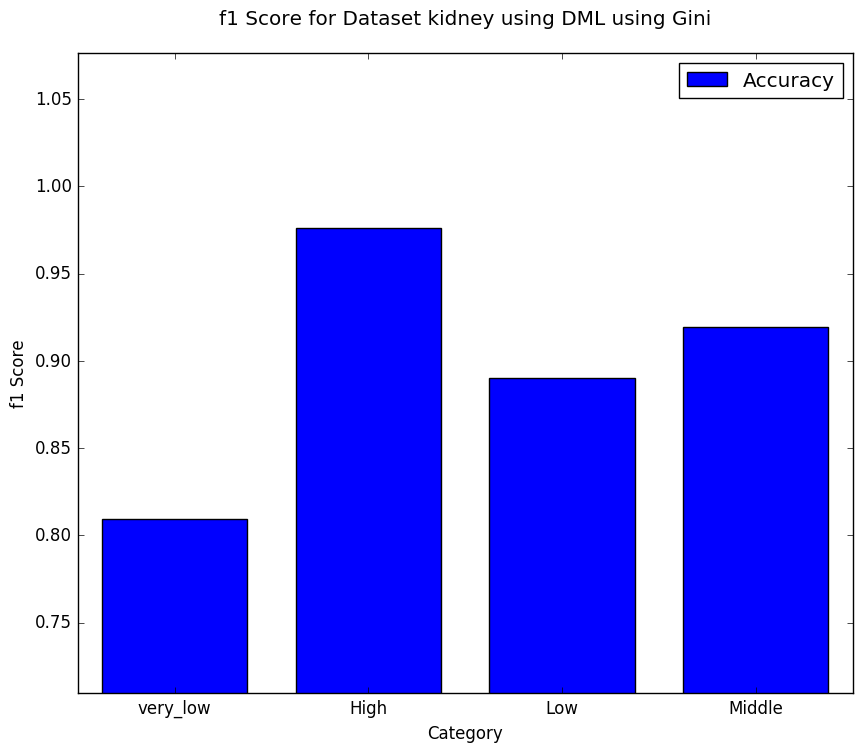 f1 Score for Dataset kidney using DML using Gini
Accuracy
1.05
1.00
0.95
0.90
0.85
0.80
0.75
f1 Score
very_low
High
Low
Middle
Category